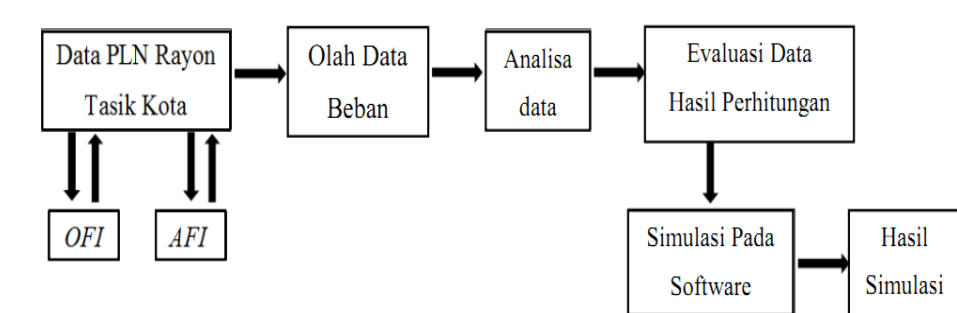 Data PLN Rayon
Tasik Kota
Olah Data
Beban
Analisa
data
Evaluasi Data
Hasil Perhitungan
OFI
AFI
Simulasi Pada
Software
Hasil
Simulasi